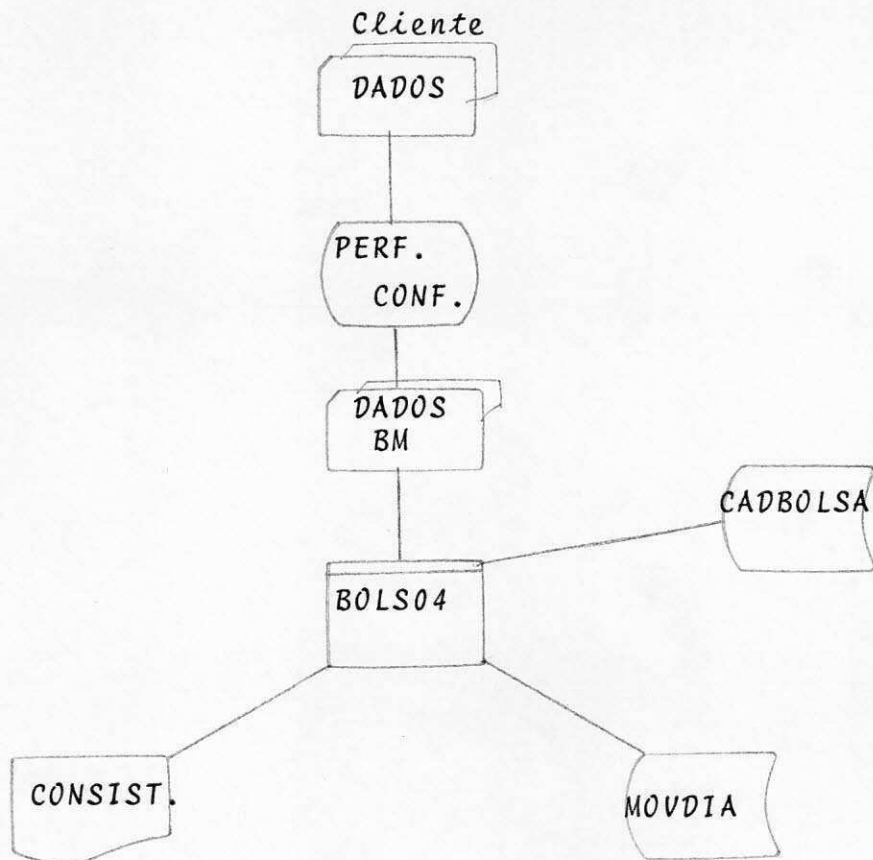 Cliente
DADOS
PERF.
CONF.
DADOS
BM
CADBOLSA
BOLS04
CONSIST.
MOVDIA